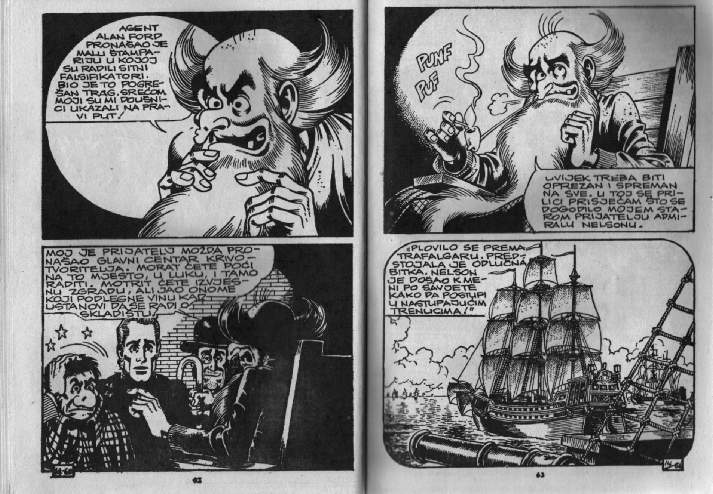 AGENT
ALAN FORD
PRONAŠAO JE
MALU ŠTAMPA-
RIJU U KOJOJ
SU RADILI SITNI
FALSIFIKATORI.
BIO JE TO POGRE-
ŠAN TRAG. SREĆOM
MOJI SU MI DOUŠNI-
CI UKAZALI NA PRA-
VI PUT!
MOJ JE PRIJATELJ MOŽDA PRO-
NAŠAO GLAVNI CENTAR KRIVO-
TVORITELJA. MORAT ĆETE POĆI
NA TO MJESTO, U LUKU, I TAMO
RADITI, MOTRIT ĆETE IZVJES-
NU ZGRADU, ALI JAO ONOME
KOJI PODLEGNE VINU KAD
USTANOVI DA SE RADI O
SKLADIŠTU!
62
PUMF
PUF
UVIJEK TREBA BITI
OPREZAN I SPREMAN
NA SVE. U TOJ SE PRI-
LICI PRISJEĆAM ŠTO SE
DOGODILO MOJEM STA-
ROM PRIJATELJU ADMI-
RALU NELSONU.
"PLOVILO SE PREMA
TRAFALGARU. PRED-
STOJALA JE ODLUČNA
BITKA. NELSON
JE DOŠAO K ME-
NI PO SAVJETE
KAKO DA POSTUPI
U NASTUPAJUĆIM
TRENUCIMA!"
63